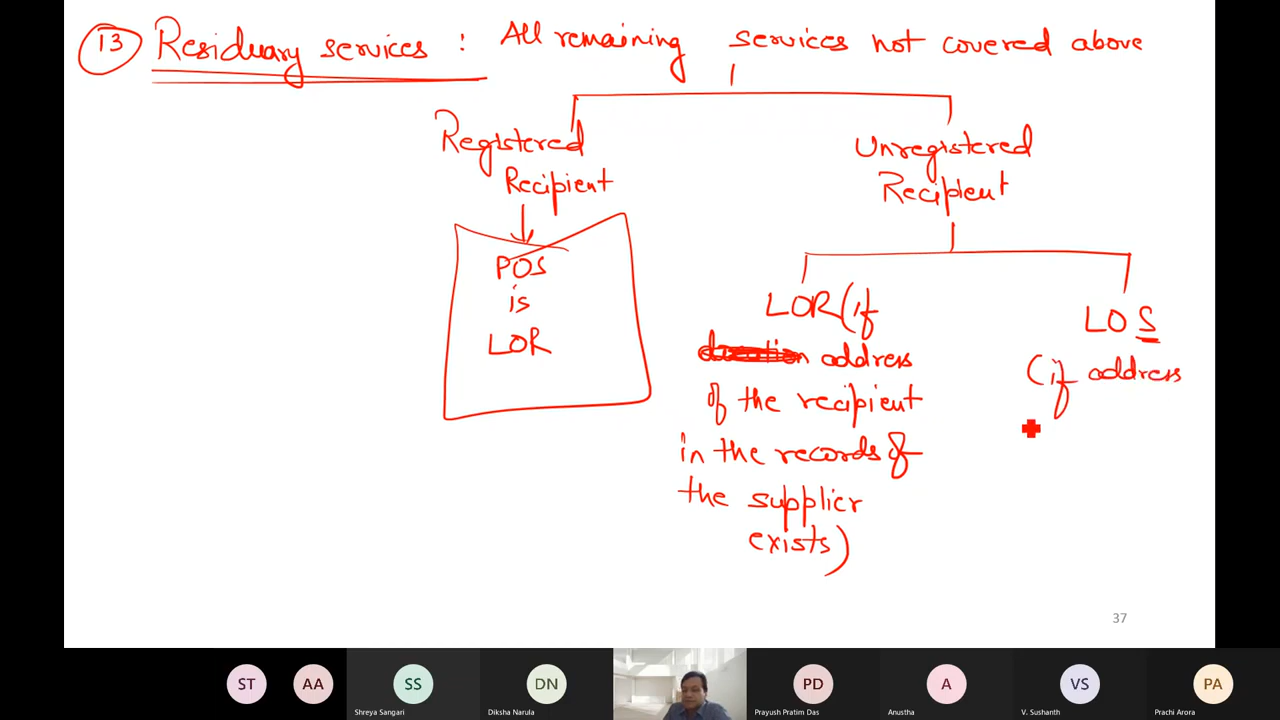 13 Residuary services : All remaining services not covered above
Registered
Recipient
POS
is
LOR
Unregistered
Recipient
LOR (if
address
of the recipient
in the records of
the supplier
exists)
LOS
(if address
37
ST
AA
SS
Shreya Sangari
DN
Diksha Narula
PD
Prayush Pratim Das
A
Anustha
VS
V. Sushanth
PA
Prachi Arora